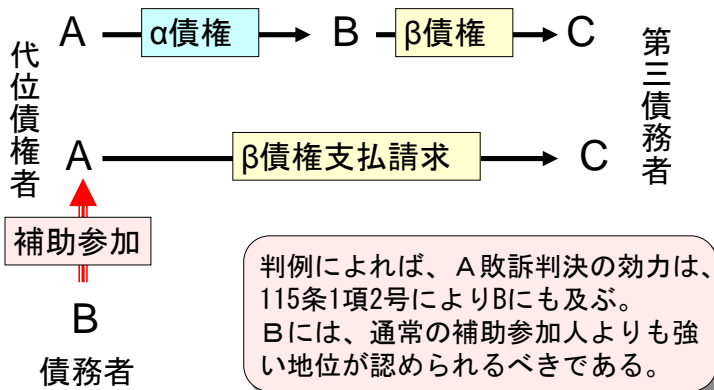 A α債権 B β債権 C
代位債権者
第三債務者
A β債権支払請求 C
補助参加
B
債務者
判例によれば、A敗訴判決の効力は、
115条1項2号によりBにも及ぶ。
Bには、通常の補助参加人よりも強
い地位が認められるべきである。